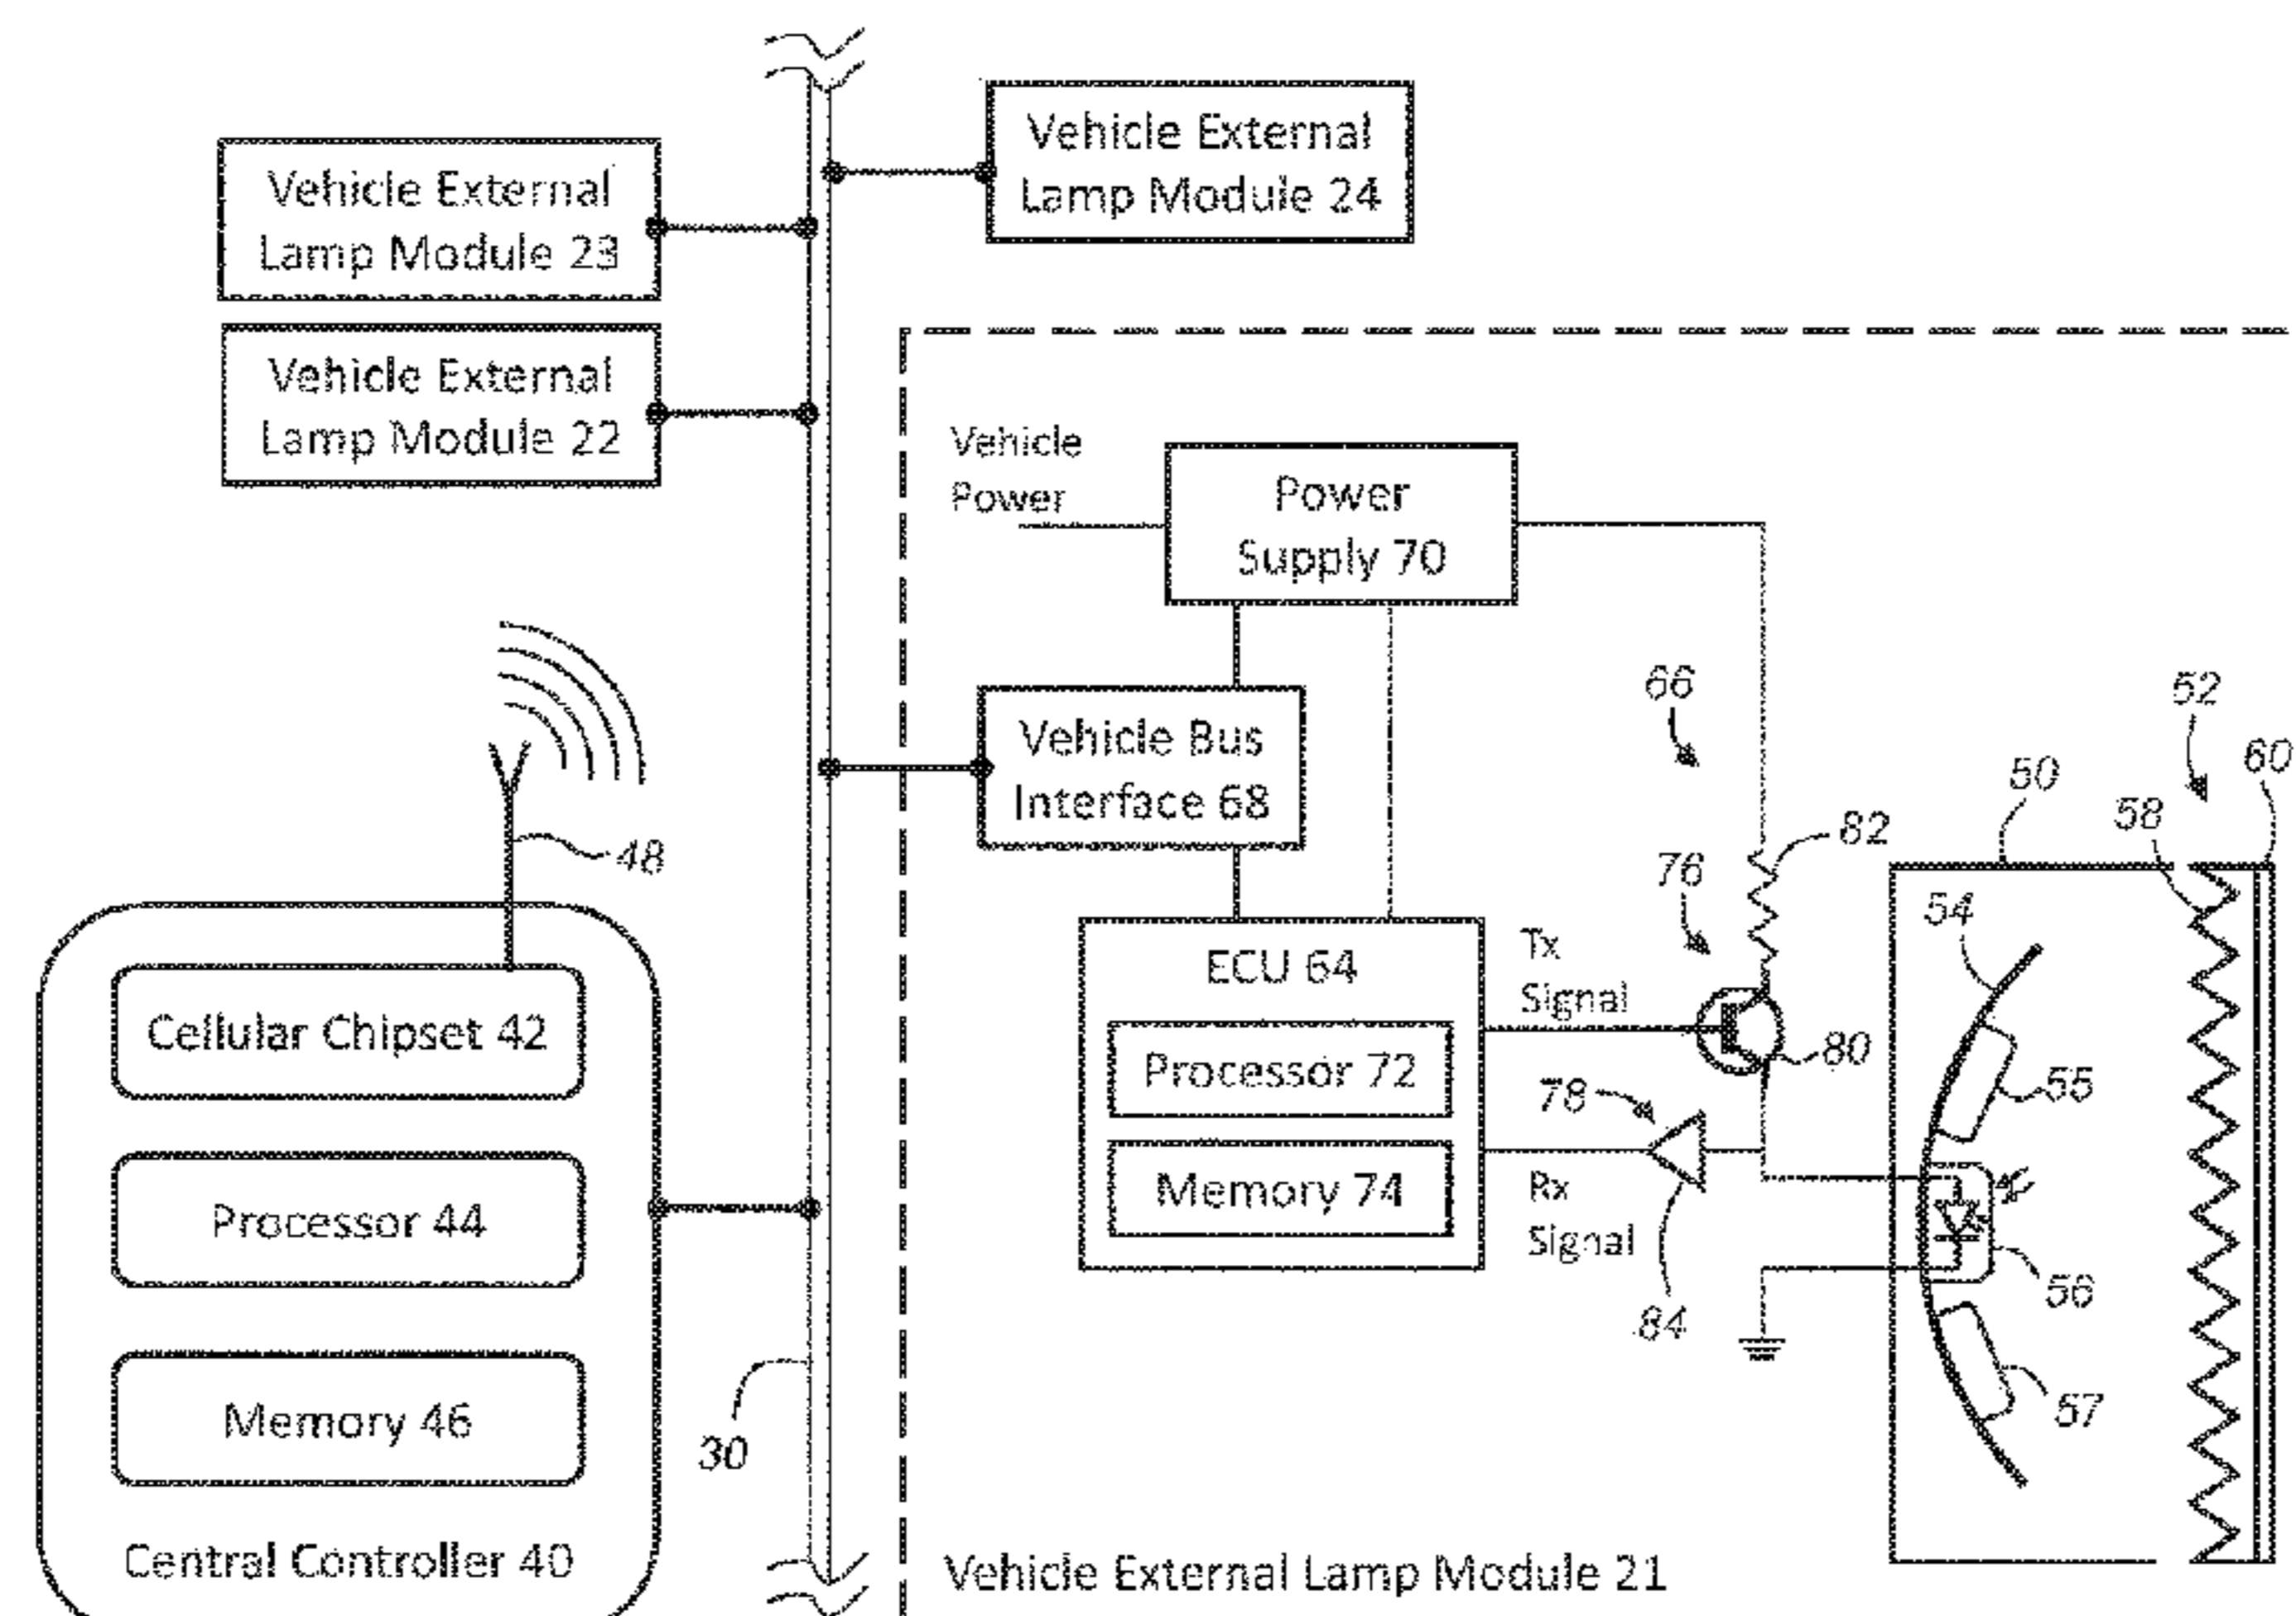 Vehicle External
Lamp Module 24
Vehicle External
Lamp Module 23
Vehicle External
Lamp Module 22
Vehicle
Power
Power
Supply 70
66
52
Vehicle Bus
Interface 68
50
60
58
82
48
76
54
Tx
Signal
ECU 64
Cellular Chipset 42
80
Processor 72
78
55
Memory 74
Rx
Signal
Processor 44
56
84
57
Memory 46
30
Central Controller 40
Vehicle External Lamp Module 21